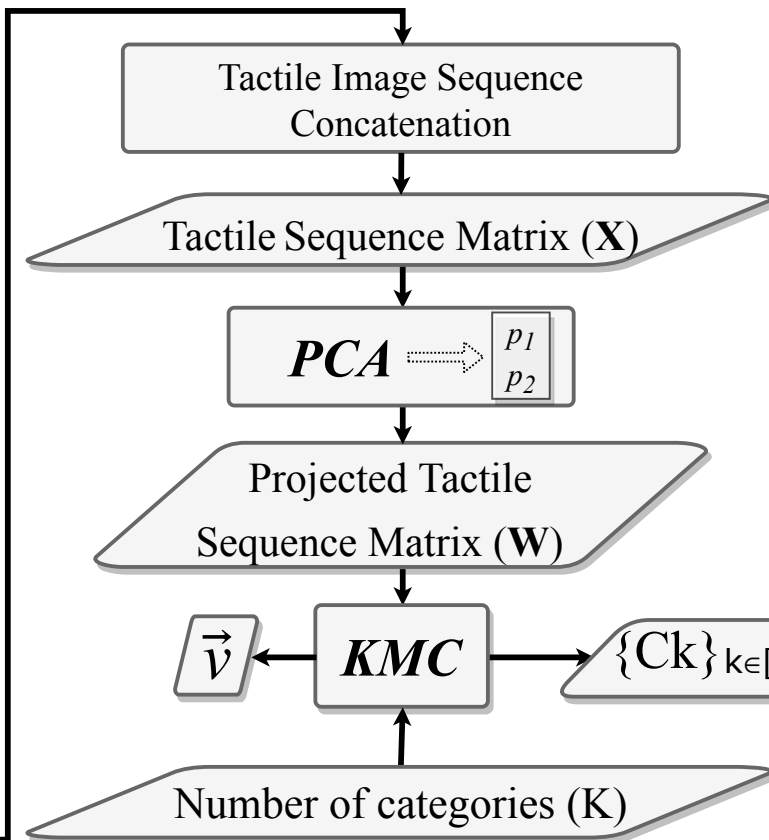 Tactile Image Sequence
Concatenation
Tactile Sequence Matrix (X)
PCA
p1
p2
Projected Tactile
Sequence Matrix (W)
v⃗
KMC
{Ck}k∈[
Number of categories (K)